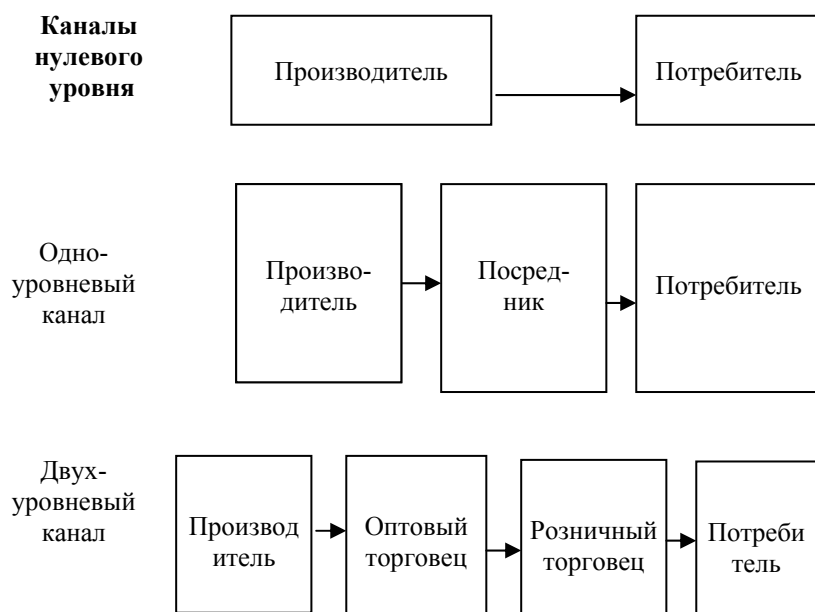 Каналы
нулевого
уровня
Производитель
Потребитель
Одно-
уровневый
канал
Произво-
дитель
Посред-
ник
Потребитель
Двух-
уровневый
канал
Производ
итель
Оптовый
торговец
Розничный
торговец
Потреби
тель